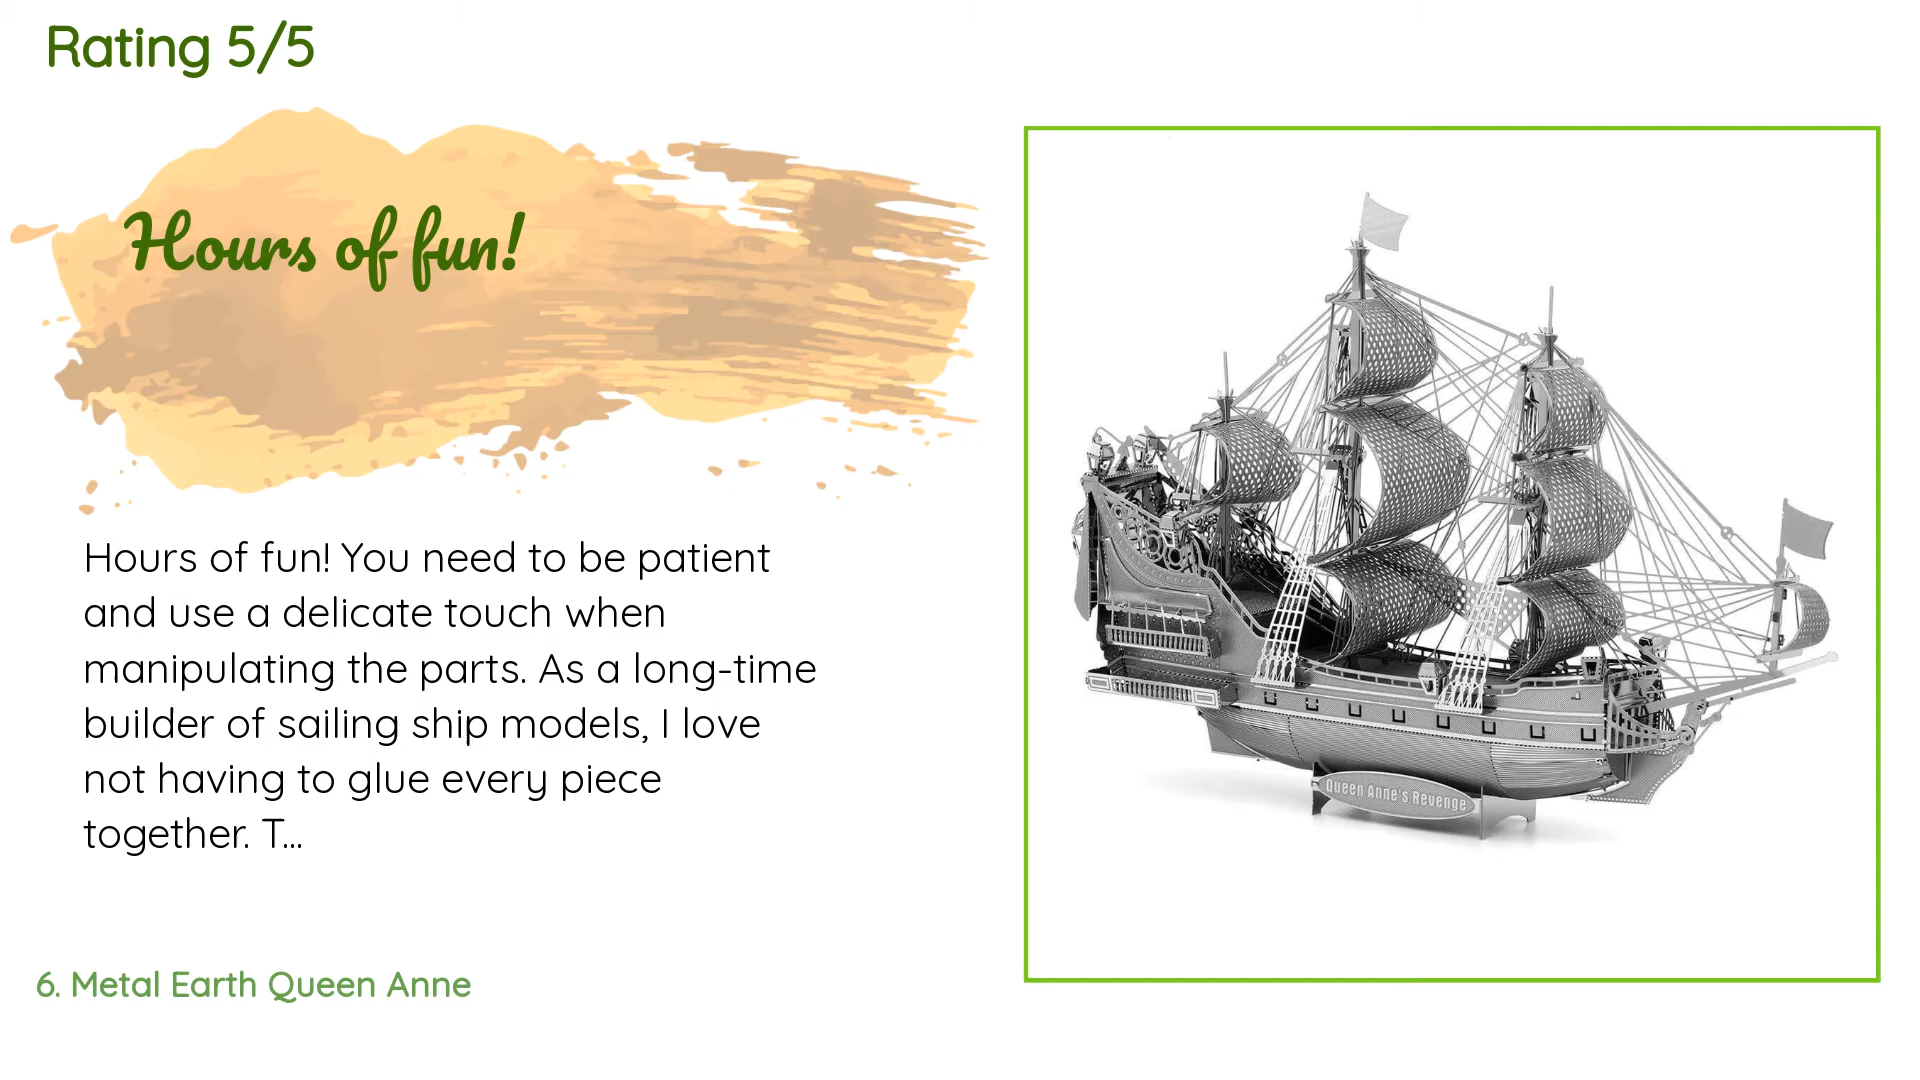 Rating 5/5
Hours of fun!
Hours of fun! You need to be patient
and use a delicate touch when
manipulating the parts. As a long-time
builder of sailing ship models, I love
not having to glue every piece
together. T...
Queen Anne's Revenge
6. Metal Earth Queen Anne